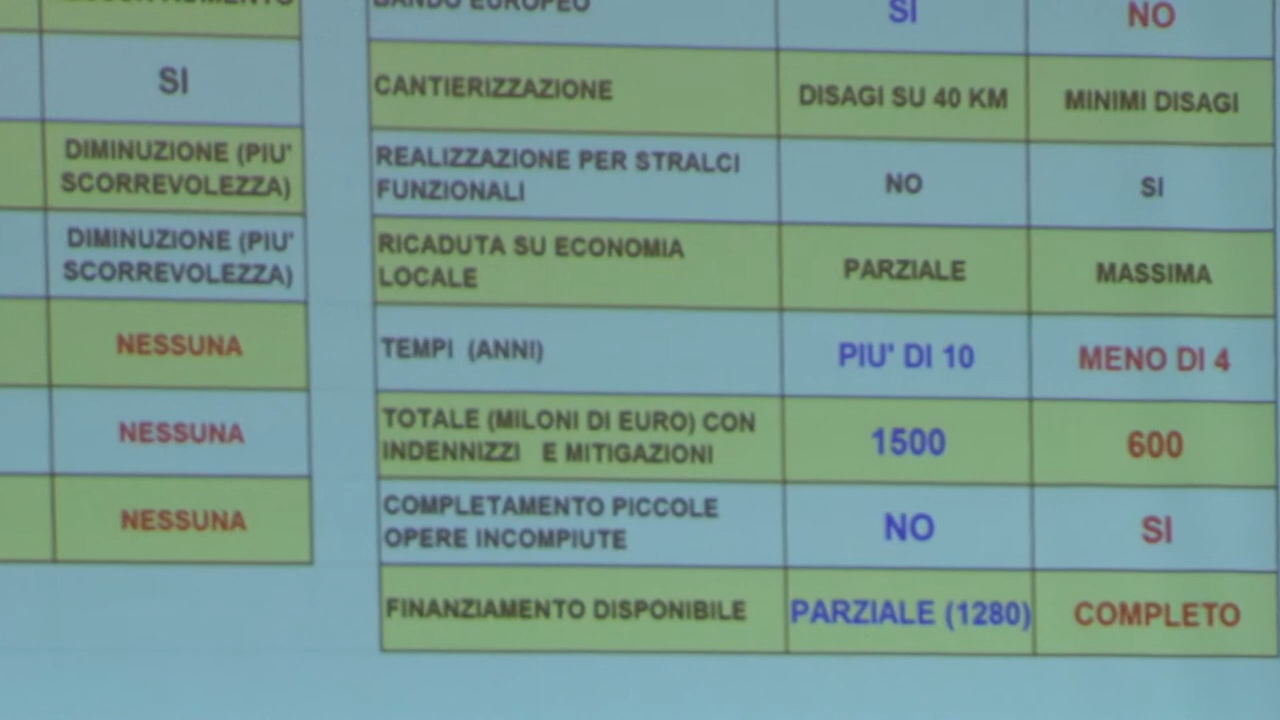 AUMENTO
SI
DIMINUZIONE (PIU'
SCORREVOLEZZA)
DIMINUZIONE (PIU'
SCORREVOLEZZA)
NESSUNA
NESSUNA
NESSUNA
BANDO EUROPEO SI NO
CANTIERIZZAZIONE DISAGI SU 40 KM MINIMI DISAGI
REALIZZAZIONE PER STRALCI
FUNZIONALI NO SI
RICADUTA SU ECONOMIA
LOCALE PARZIALE MASSIMA
TEMPI (ANNI) PIU' DI 10 MENO DI 4
TOTALE (MILONI DI EURO) CON
INDENNIZZI E MITIGAZIONI 1500 600
COMPLETAMENTO PICCOLE
OPERE INCOMPIUTE NO SI
FINANZIAMENTO DISPONIBILE PARZIALE (1280) COMPLETO